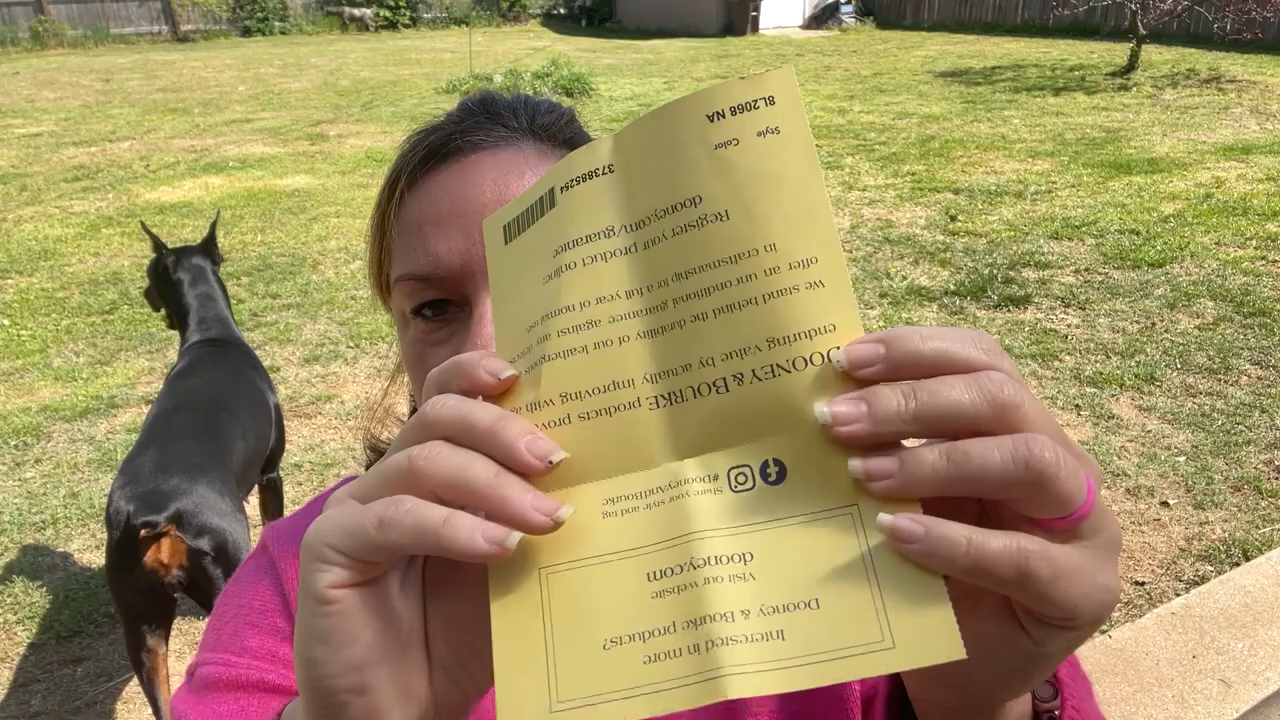 Interested in more
Dooney & Bourke products?
Visit our website
dooney.com
Share your style and tag
#DooneyAndBourke
DOONEY & BOURKE products
enduring value by actually improving with
We stand behind the durability of our leathergoods
offer an unconditional guarantee against any defects
in craftsmanship for a full year of normal use.
Register your product online:
dooney.com/guarantee
Style Color
8L2068 NA
373885254